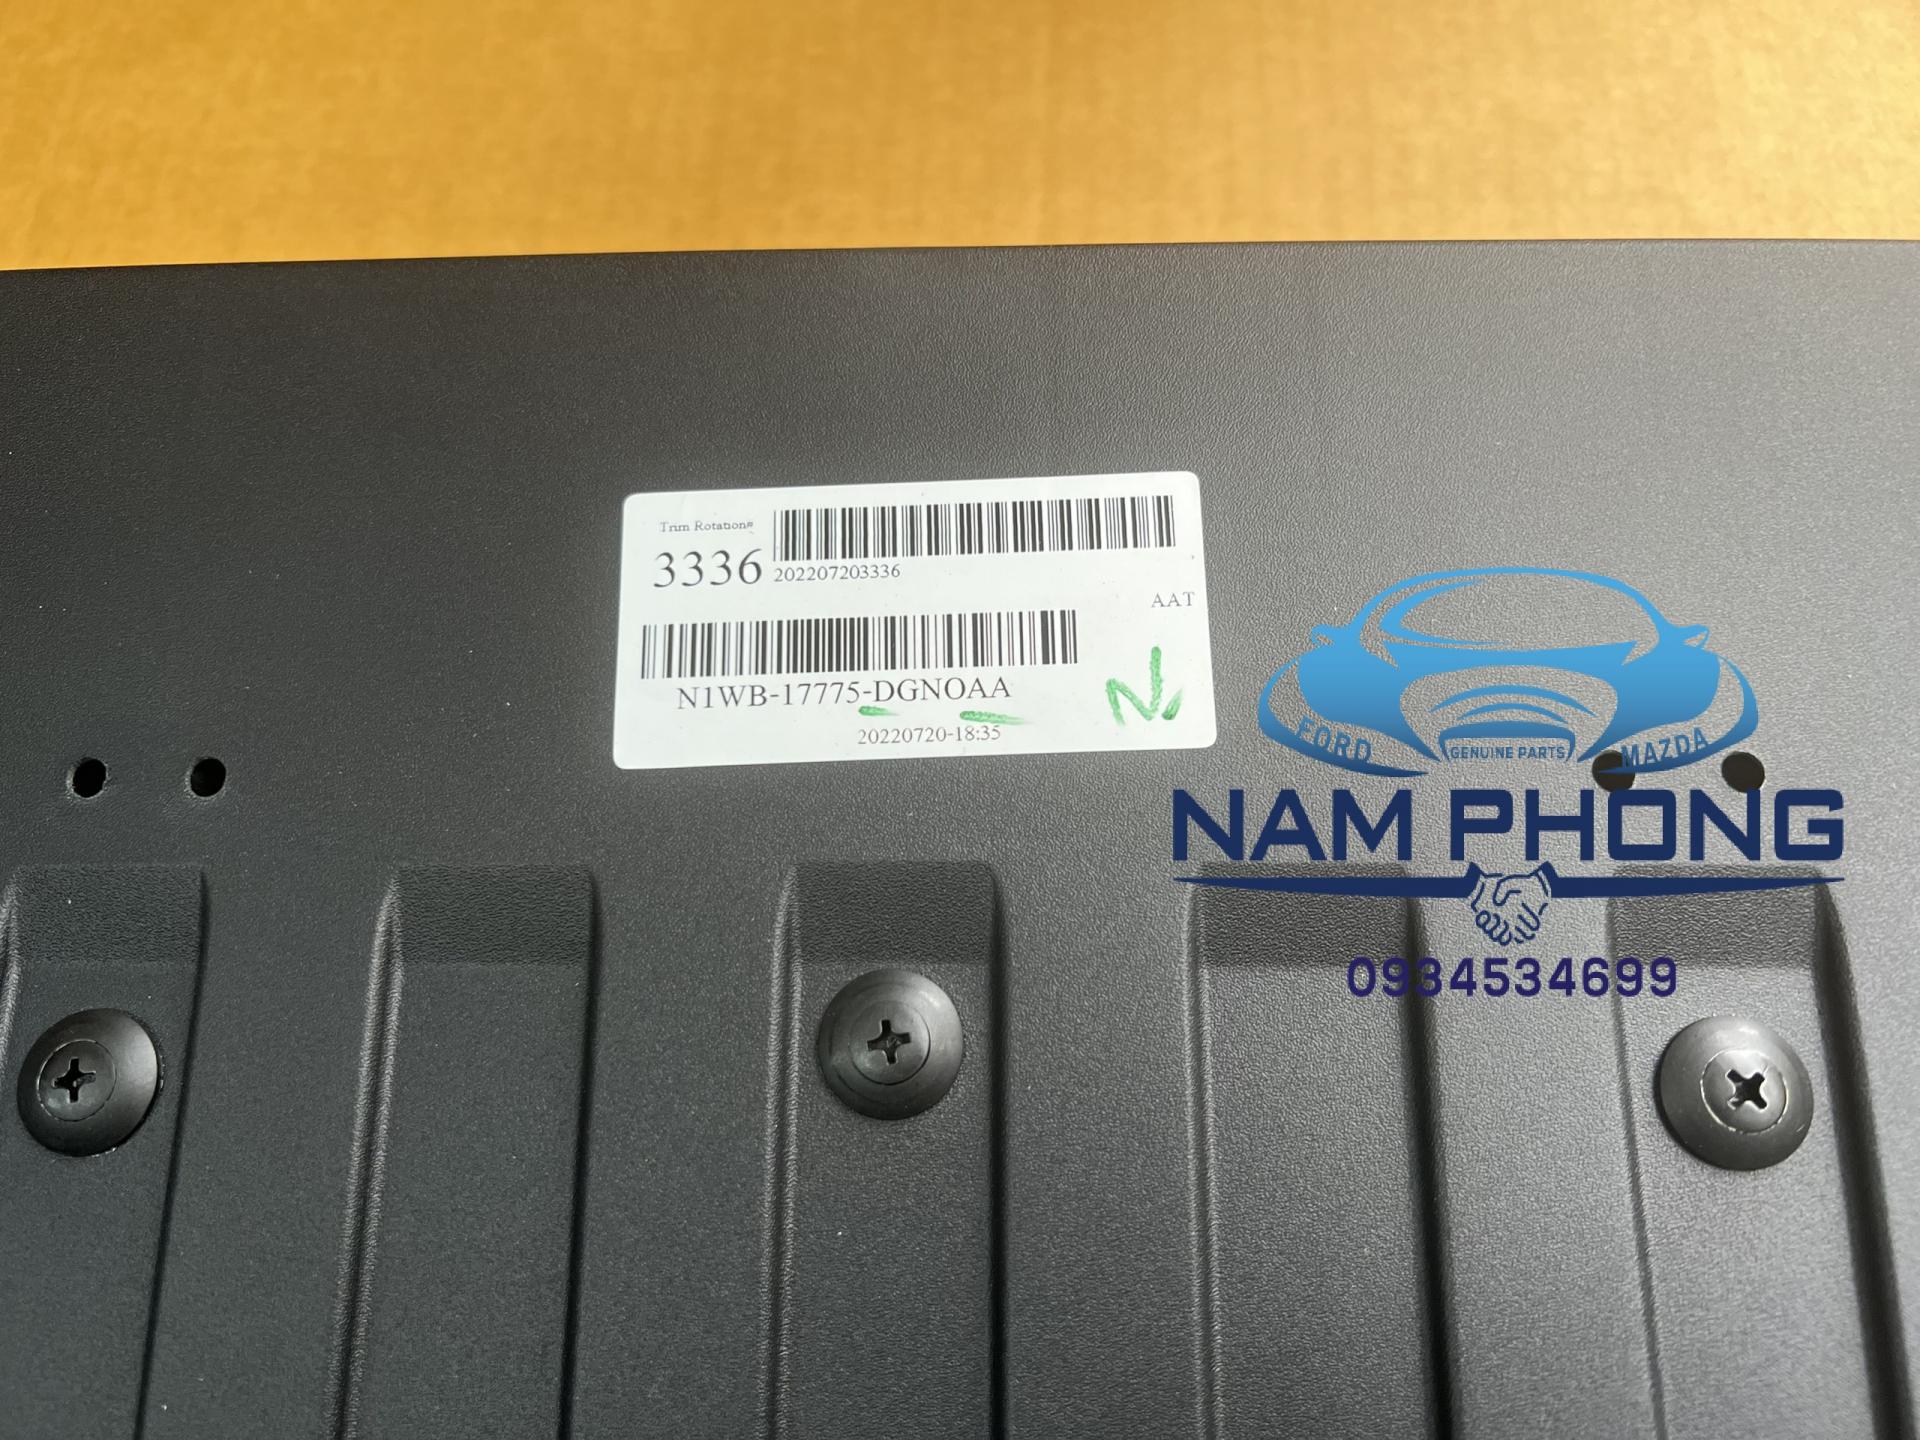 Trim Rotation#
3336
202207203336
AAT
N1WB-17775-DGNOAA
N
20220720-18:35
FORD
GENUINE PARTS
MAZDA
NAM PHONG
0934534699